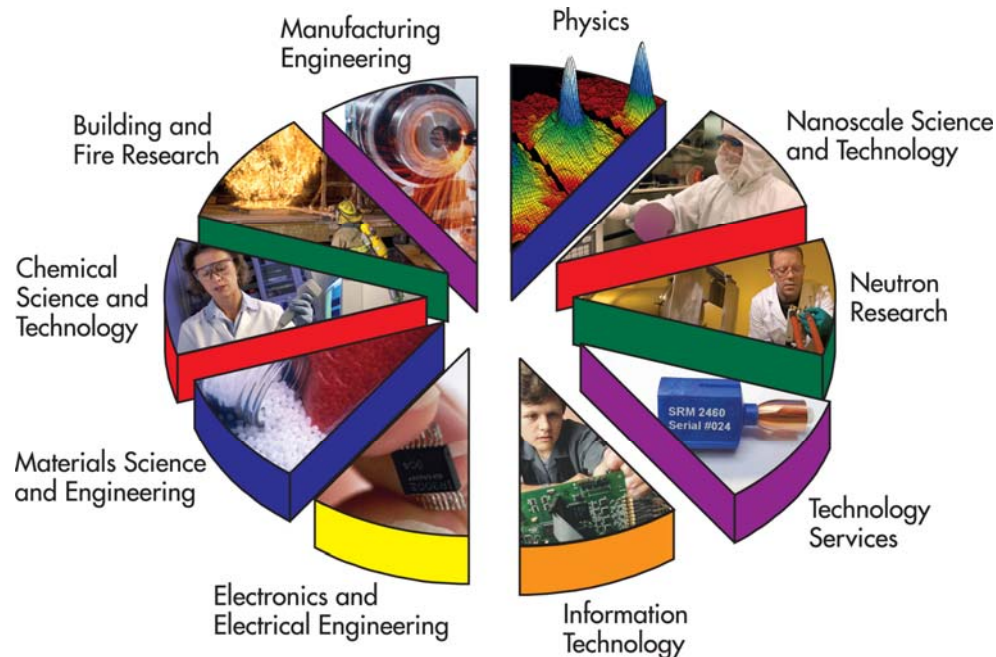 Manufacturing
Engineering
Physics
Building and
Fire Research
Nanoscale Science
and Technology
Chemical
Science and
Technology
Neutron
Research
SRM 2460
Serial #024
Materials Science
and Engineering
Technology
Services
Electronics and
Electrical Engineering
Information
Technology